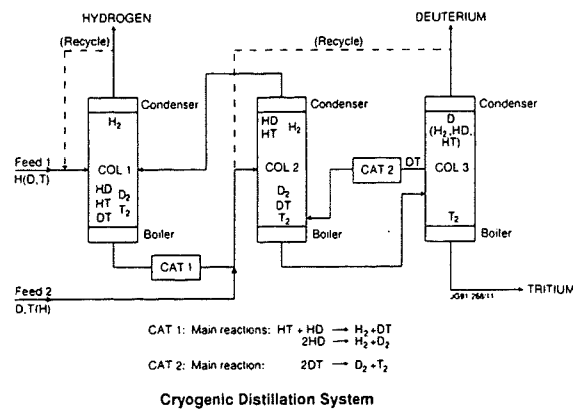 HYDROGEN
DEUTERIUM
(Recycle)
(Recycle)
Condenser
H2
HD
HT H2
Condenser
D
(H2,HD,
HT)
Condenser
Feed 1
H(D,T)
COL 1
COL 2
CAT 2
DT
COL 3
HD D2
HT T2
DT
D2
DT
T2
T2
Boiler
Boiler
Boiler
CAT 1
Feed 2
D,T(H)
TRITIUM
CAT 1: Main reactions: HT + HD → H2+DT
2HD → H2+D2
CAT 2: Main reaction: 2DT → D2+T2
Cryogenic Distillation System